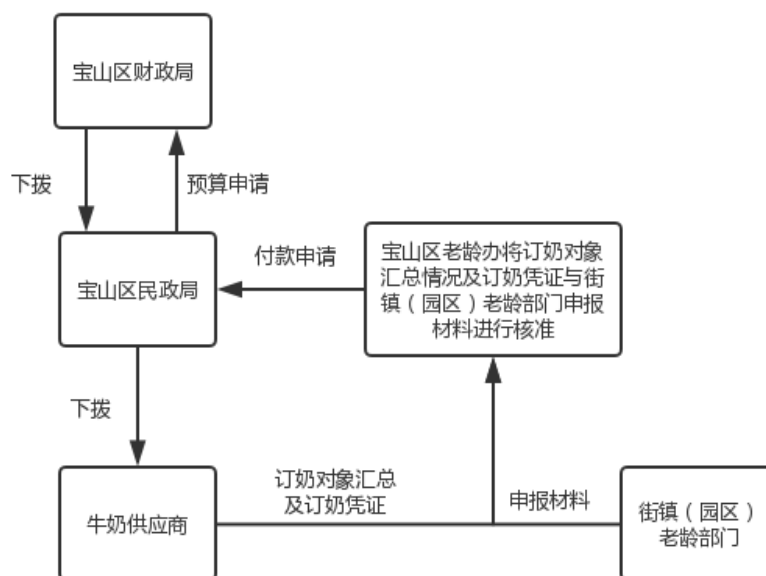 宝山区财政局
下拨
预算申请
宝山区民政局
付款申请
宝山区老龄办将订奶对象
汇总情况及订奶凭证与街
镇（园区）老龄部门申报
材料进行核准
下拨
牛奶供应商
订奶对象汇总
及订奶凭证
申报材料
街镇（园区）
老龄部门